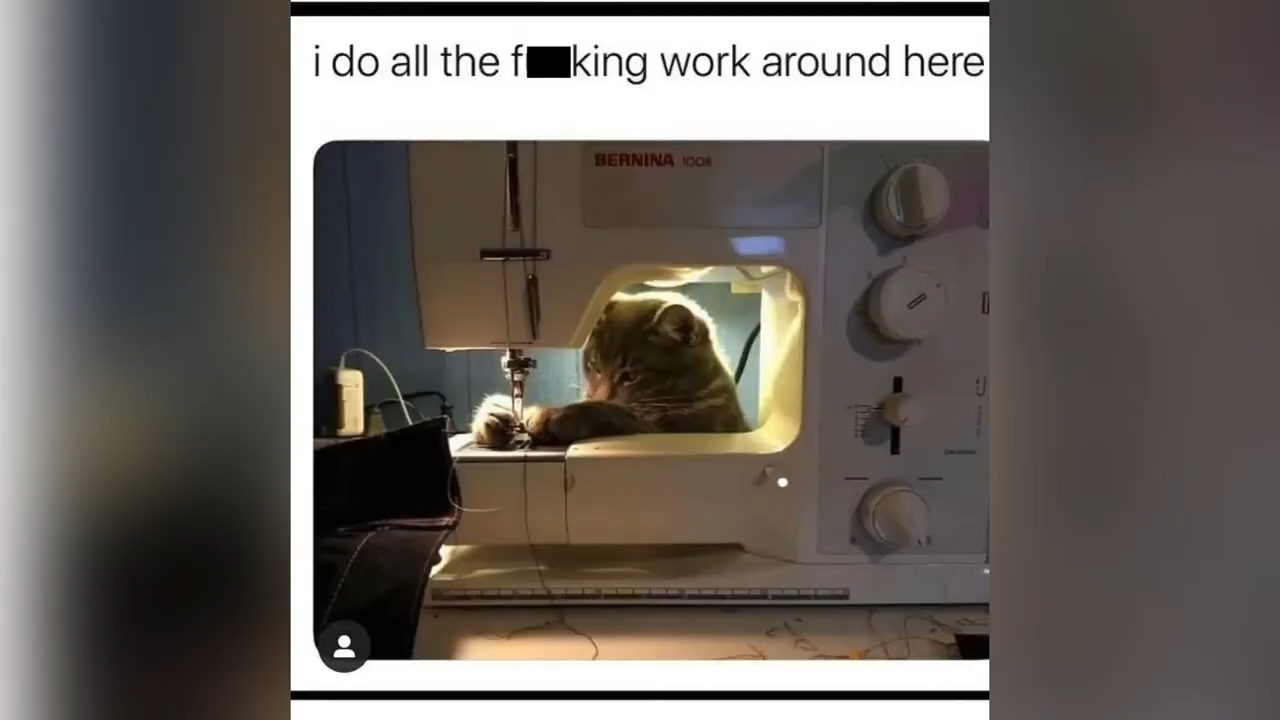 i do all the f██king work around here
BERNINA 1008